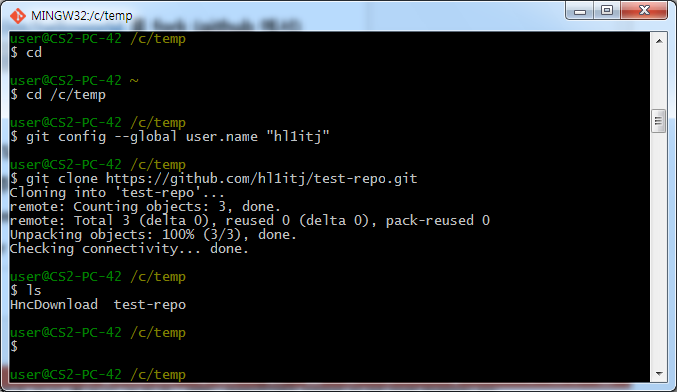 MINGW32:/c/temp
user@CS2-PC-42 /c/temp
$ cd
user@CS2-PC-42 ~
$ cd /c/temp
user@CS2-PC-42 /c/temp
$ git config --global user.name "hl1itj"
user@CS2-PC-42 /c/temp
$ git clone https://github.com/hl1itj/test-repo.git
Cloning into 'test-repo'...
remote: Counting objects: 3, done.
remote: Total 3 (delta 0), reused 0 (delta 0), pack-reused 0
Unpacking objects: 100% (3/3), done.
Checking connectivity... done.
user@CS2-PC-42 /c/temp
$ ls
HncDownload  test-repo
user@CS2-PC-42 /c/temp
$
user@CS2-PC-42 /c/temp